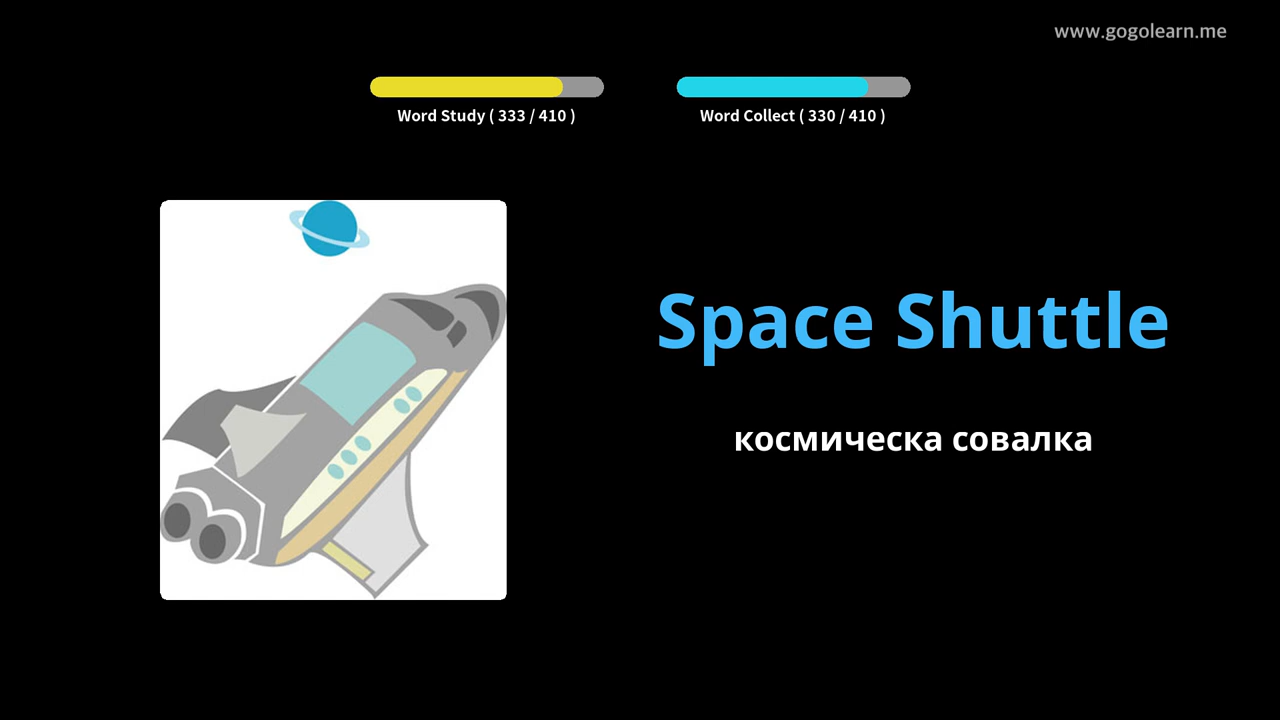 www.gogolearn.me
Word Study ( 333 / 410 )
Word Collect ( 330 / 410 )
Space Shuttle
космическа совалка